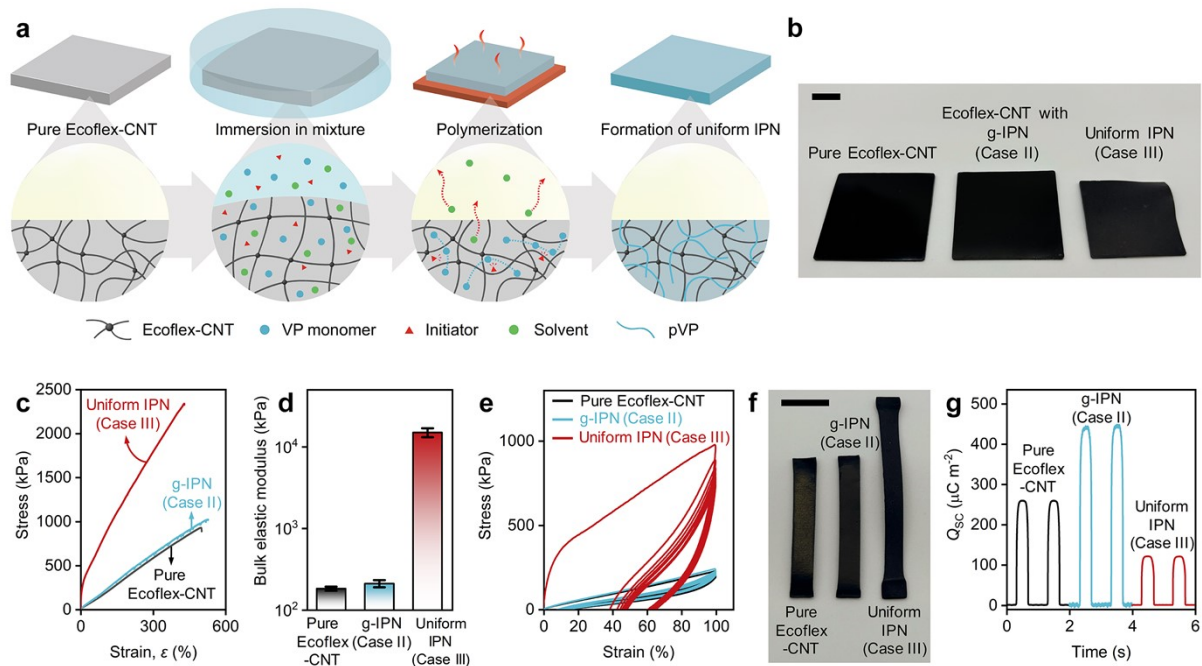 a
Pure Ecoflex-CNT
Immersion in mixture
Polymerization
Formation of uniform IPN
Ecoflex-CNT
VP monomer
Initiator
Solvent
pVP
b
Pure Ecoflex-CNT
Ecoflex-CNT with
g-IPN
(Case II)
Uniform IPN
(Case III)
c
Stress (kPa)
2500
2000
1500
1000
500
0
Uniform IPN
(Case III)
g-IPN
(Case II)
Pure
Ecoflex-CNT
0
300
600
Strain, ε (%)
d
Bulk elastic modulus (kPa)
10⁴
10³
10²
Pure
Ecoflex
-CNT
g-IPN
(Case II)
Uniform
IPN
(Case III)
e
Pure Ecoflex-CNT
g-IPN (Case II)
Uniform IPN (Case III)
Stress (kPa)
1000
500
0
0
20
40
60
80
100
Strain (%)
f
g-IPN
(Case II)
Pure
Ecoflex
-CNT
Uniform
IPN
(Case III)
g
Q_SC (μC m⁻²)
500
400
300
200
100
0
Pure
Ecoflex
-CNT
g-IPN
(Case II)
Uniform
IPN
(Case III)
0
2
4
6
Time (s)